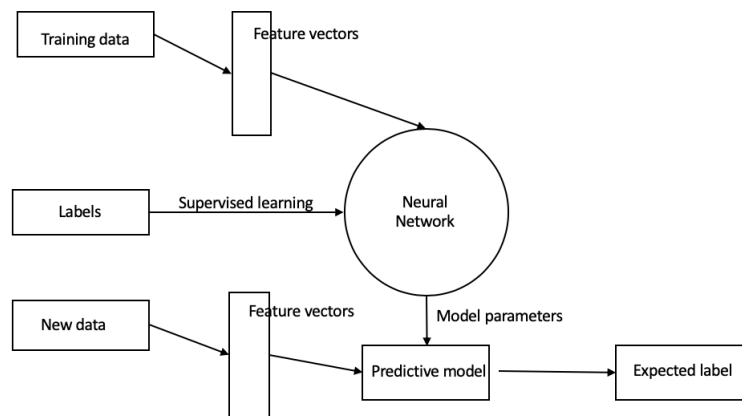 Training data
Feature vectors
Labels
Supervised learning
Neural
Network
New data
Feature vectors
Model parameters
Predictive model
Expected label